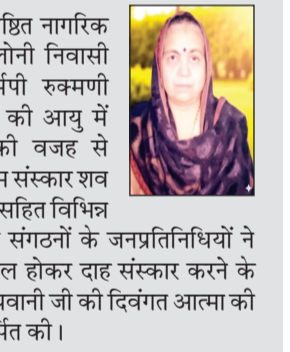 ष्ठित नागरिक
लोनी निवासी
र्मपी रुक्मणी
की आयु में
की वजह से
संस्कार शव
सहित विभिन्न
संगठनों के जनप्रतिनिधियों ने
ल होकर दाह संस्कार करने के
वानी जी की दिवंगत आत्मा की
र्पित की।